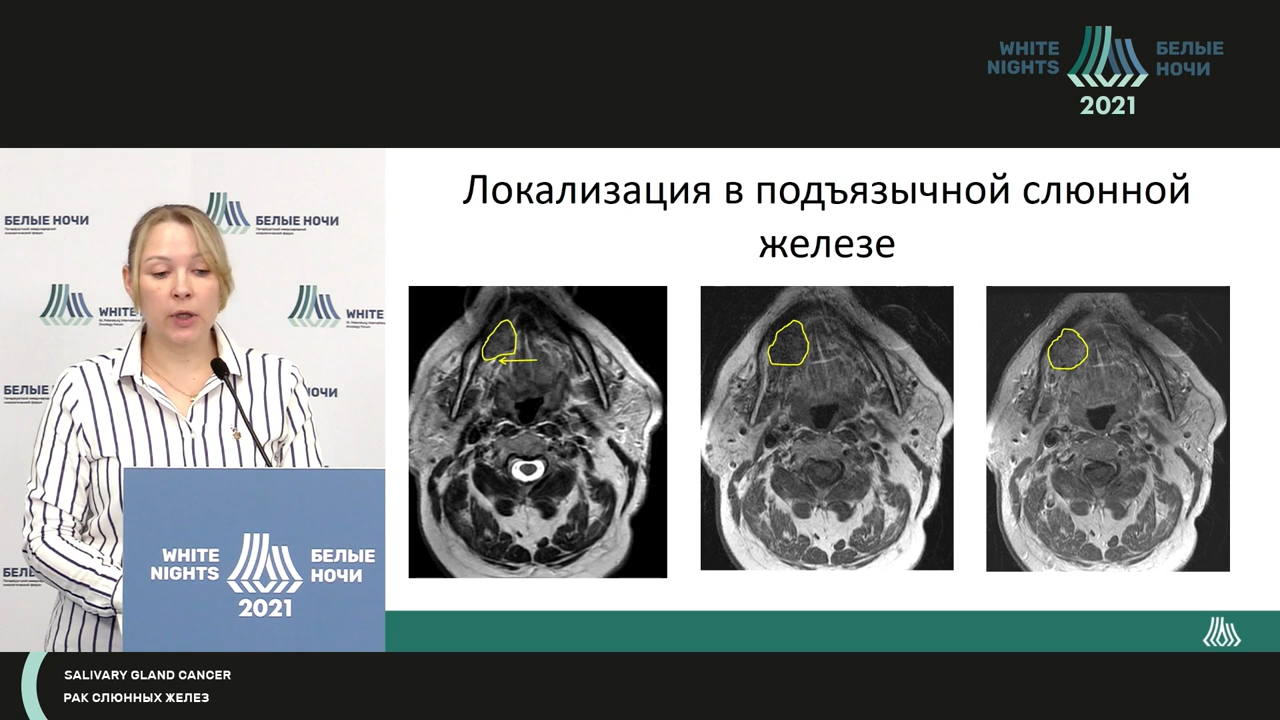 WHITE
NIGHTS
БЕЛЫЕ
НОЧИ
2021
Локализация в подъязычной слюнной
железе
БЕЛЫЕ НОЧИ
БЕЛЫЕ НОЧИ
WHITE
WHITE
БЕЛЫЕ
НОЧИ
WHITE
NIGHTS
БЕЛЫЕ
НОЧИ
2021
SALIVARY GLAND CANCER
РАК СЛЮННЫХ ЖЕЛЕЗ